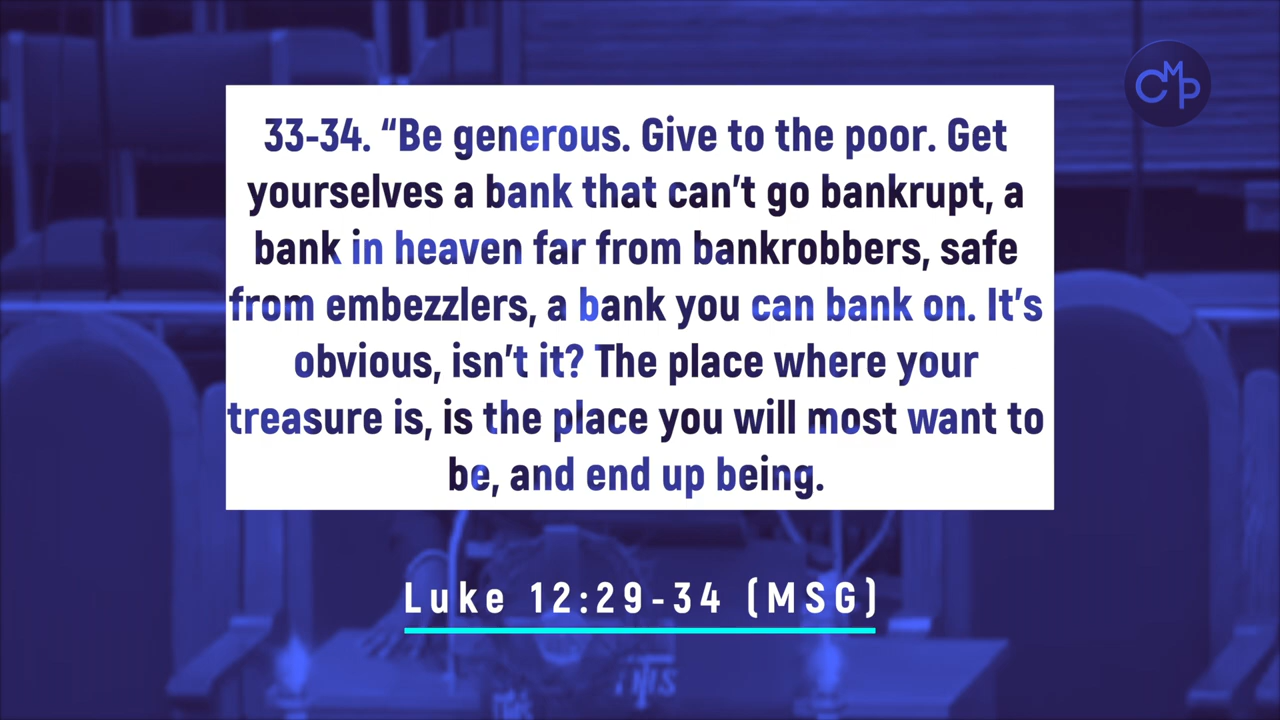 CMP
33-34. “Be generous. Give to the poor. Get
yourselves a bank that can’t go bankrupt, a
bank in heaven far from bankrobbers, safe
from embezzlers, a bank you can bank on. It’s
obvious, isn’t it? The place where your
treasure is, is the place you will most want to
be, and end up being.
Luke 12:29-34 (MSG)